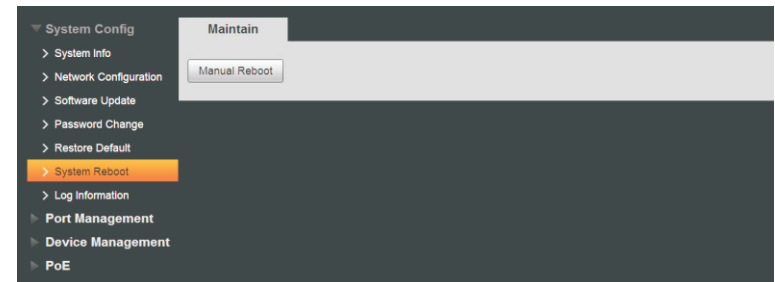 System Config
System Info
Network Configuration
Software Update
Password Change
Restore Default
System Reboot
Log Information
Port Management
Device Management
PoE
Maintain
Manual Reboot